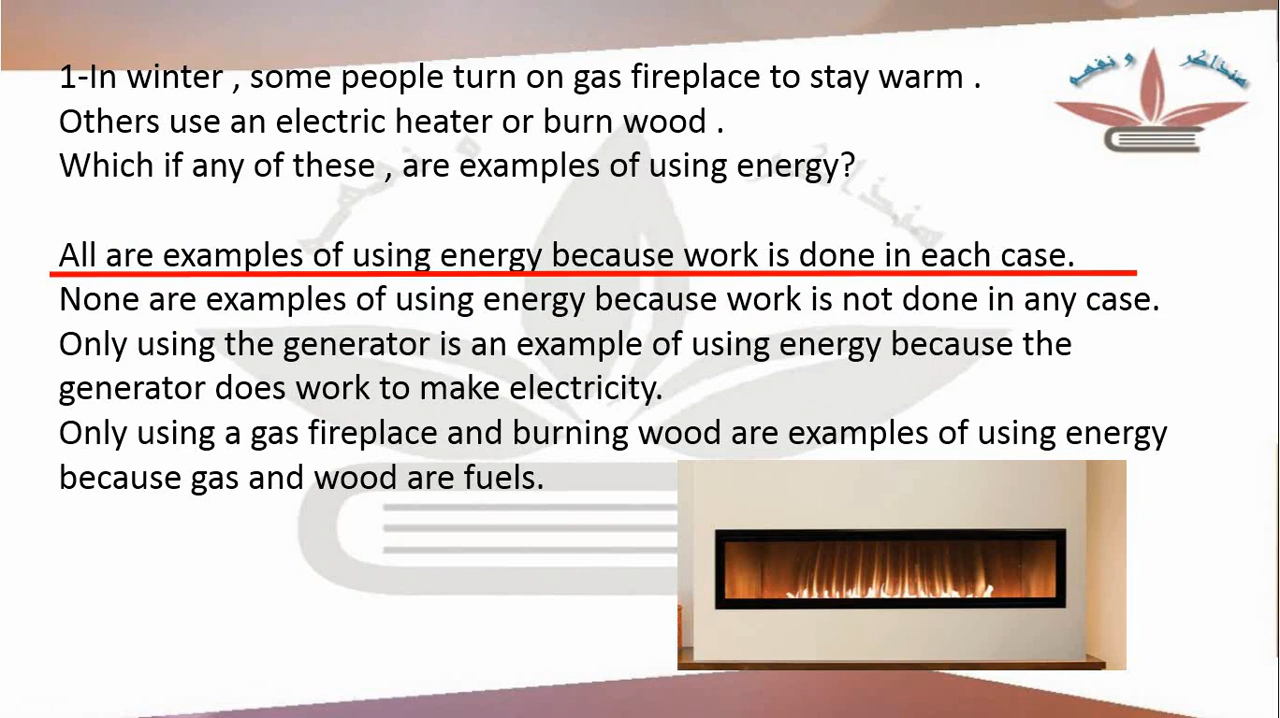 هنذاكر و نفهم
1-In winter , some people turn on gas fireplace to stay warm .
Others use an electric heater or burn wood .
Which if any of these , are examples of using energy?
All are examples of using energy because work is done in each case.
None are examples of using energy because work is not done in any case.
Only using the generator is an example of using energy because the
generator does work to make electricity.
Only using a gas fireplace and burning wood are examples of using energy
because gas and wood are fuels.